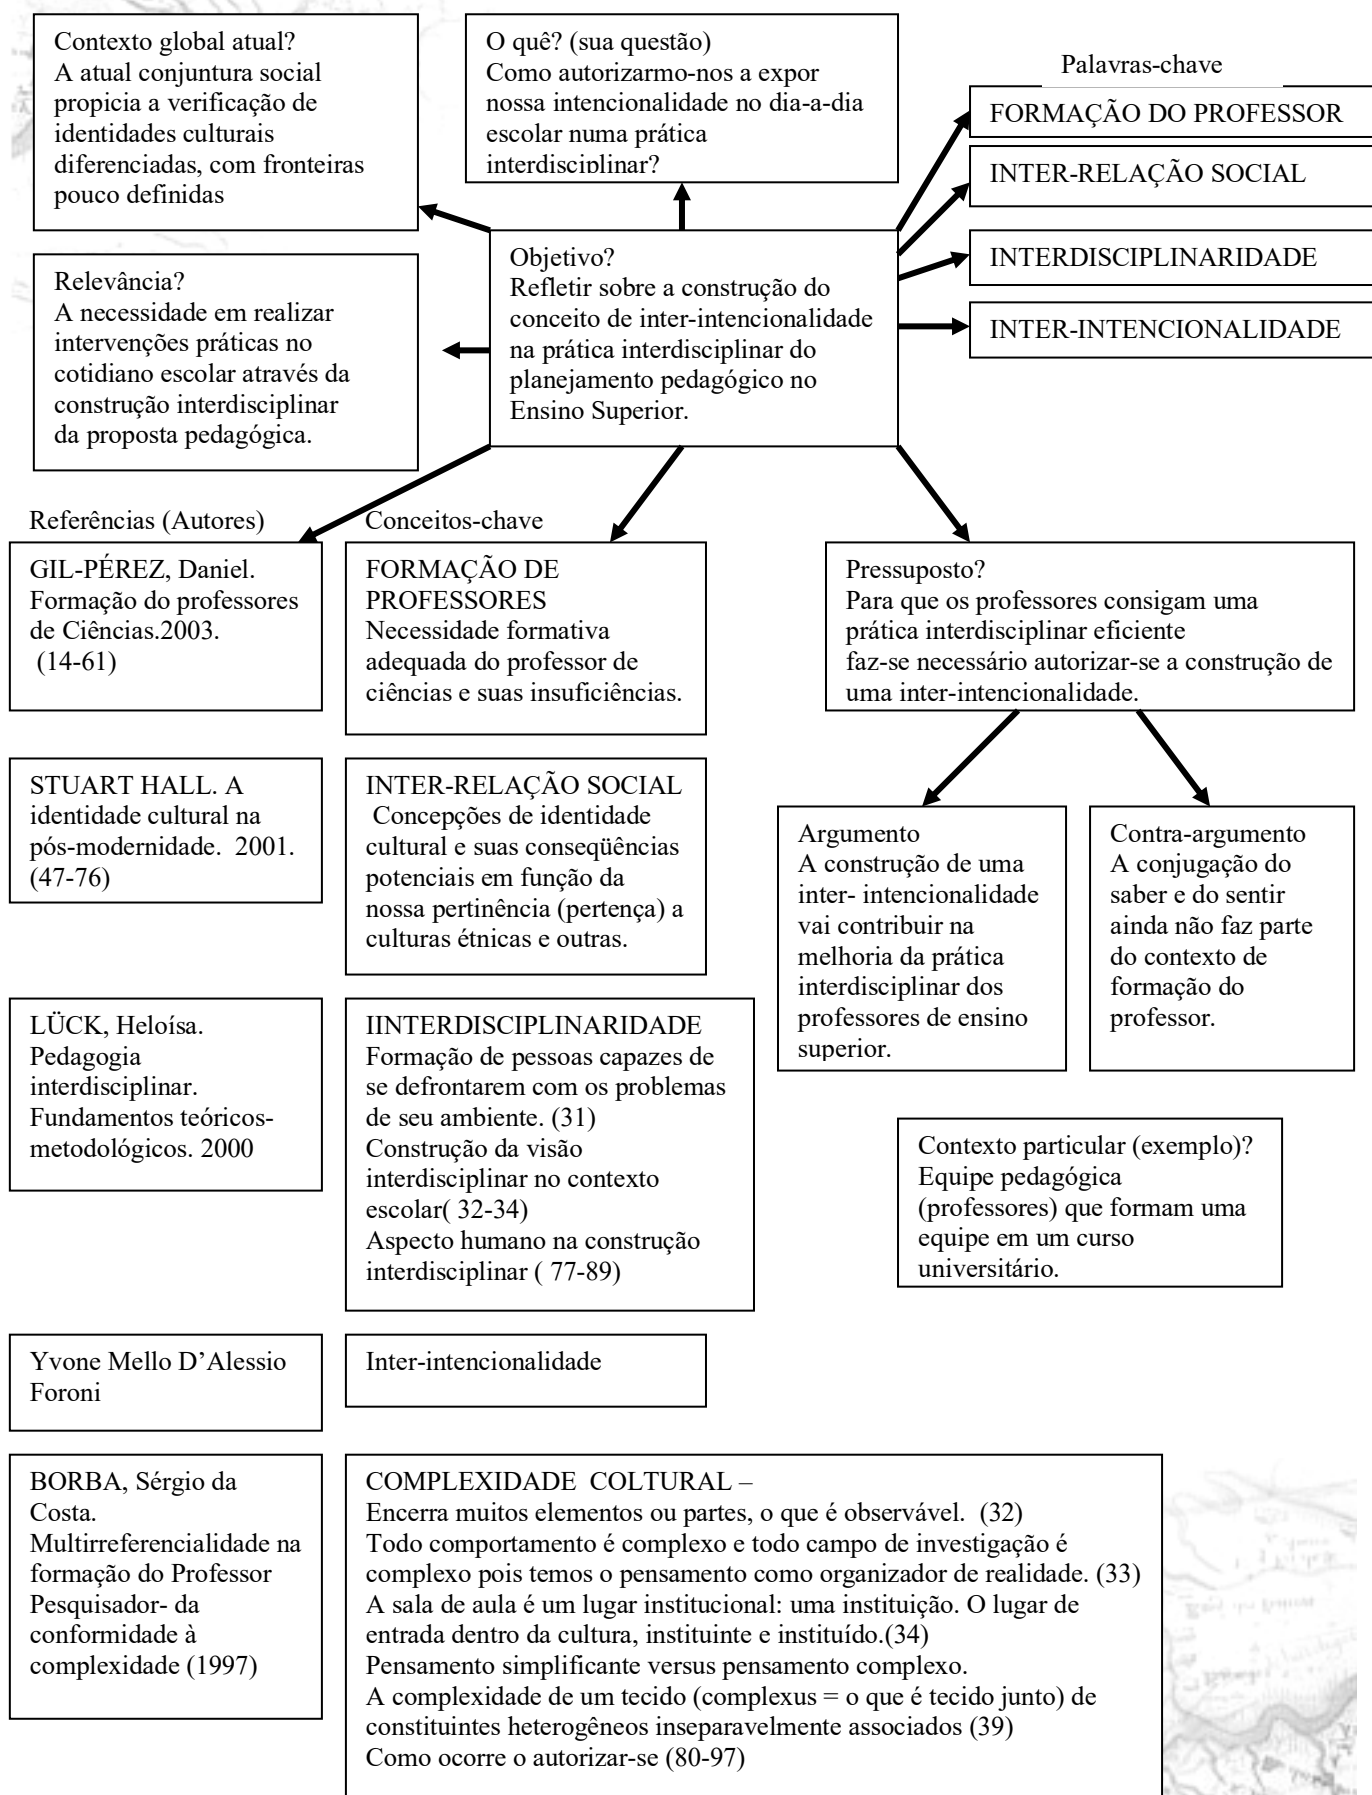 Contexto global atual?
A atual conjuntura social
propicia a verificação de
identidades culturais
diferenciadas, com fronteiras
pouco definidas
O quê? (sua questão)
Como autorizarmo-nos a expor
nossa intencionalidade no dia-a-dia
escolar numa prática
interdisciplinar?
Palavras-chave
FORMAÇÃO DO PROFESSOR
INTER-RELAÇÃO SOCIAL
INTERDISCIPLINARIDADE
INTER-INTENCIONALIDADE
Relevância?
A necessidade em realizar
intervenções práticas no
cotidiano escolar através da
construção interdisciplinar
da proposta pedagógica.
Objetivo?
Refletir sobre a construção do
conceito de inter-intencionalidade
na prática interdisciplinar do
planejamento pedagógico no
Ensino Superior.
Referências (Autores)
GIL-PÉREZ, Daniel.
Formação do professores
de Ciências.2003.
(14-61)
Conceitos-chave
FORMAÇÃO DE
PROFESSORES
Necessidade formativa
adequada do professor de
ciências e suas insuficiências.
Pressuposto?
Para que os professores consigam uma
prática interdisciplinar eficiente
faz-se necessário autorizar-se a construção de
uma inter-intencionalidade.
STUART HALL. A
identidade cultural na
pós-modernidade.  2001.
(47-76)
INTER-RELAÇÃO SOCIAL
Concepções de identidade
cultural e suas conseqüências
potenciais em função da
nossa pertinência (pertença) a
culturas étnicas e outras.
Argumento
A construção de uma
inter- intencionalidade
vai contribuir na
melhoria da prática
interdisciplinar dos
professores de ensino
superior.
Contra-argumento
A conjugação do
saber e do sentir
ainda não faz parte
do contexto de
formação do
professor.
LÜCK, Heloísa.
Pedagogia
interdisciplinar.
Fundamentos teóricos-
metodológicos. 2000
IINTERDISCIPLINARIDADE
Formação de pessoas capazes de
se defrontarem com os problemas
de seu ambiente. (31)
Construção da visão
interdisciplinar no contexto
escolar( 32-34)
Aspecto humano na construção
interdisciplinar ( 77-89)
Contexto particular (exemplo)?
Equipe pedagógica
(professores) que formam uma
equipe em um curso
universitário.
Yvone Mello D’Alessio
Foroni
Inter-intencionalidade
BORBA, Sérgio da
Costa.
Multirreferencialidade na
formação do Professor
Pesquisador- da
conformidade à
complexidade (1997)
COMPLEXIDADE  COLTURAL –
Encerra muitos elementos ou partes, o que é observável.  (32)
Todo comportamento é complexo e todo campo de investigação é
complexo pois temos o pensamento como organizador de realidade. (33)
A sala de aula é um lugar institucional: uma instituição. O lugar de
entrada dentro da cultura, instituinte e instituído.(34)
Pensamento simplificante versus pensamento complexo.
A complexidade de um tecido (complexus = o que é tecido junto) de
constituintes heterogêneos inseparavelmente associados (39)
Como ocorre o autorizar-se (80-97)